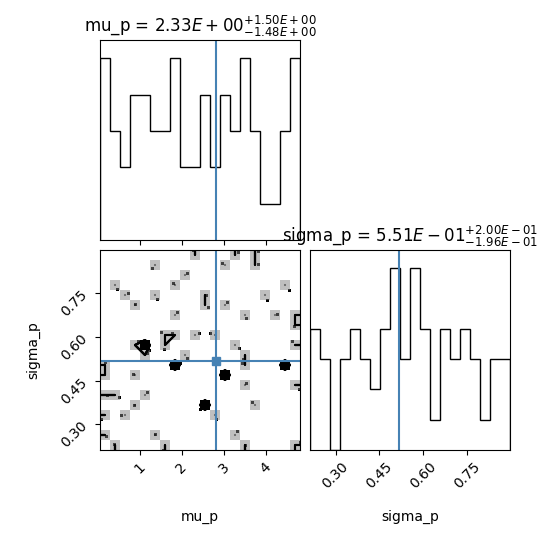 mu_p = 2.33E + 00+1.50E+00−1.48E+00
sigma_p = 5.51E − 01+2.00E−01−1.96E−01
sigma_p
0.75
0.60
0.45
0.30
1 2 3 4
0.30 0.45 0.60 0.75
mu_p
sigma_p